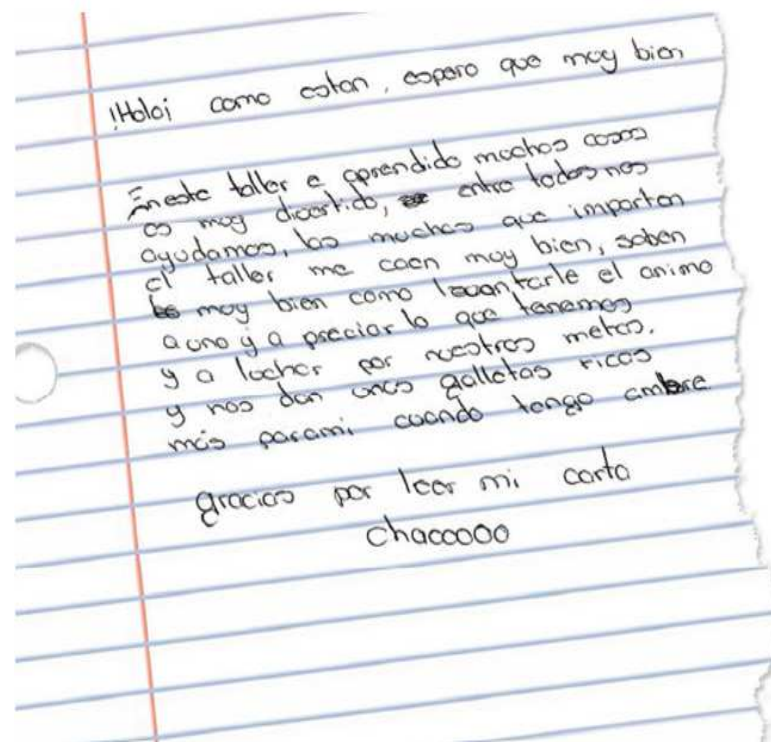 ¡Hola¡ como estan, espero que muy bien
En este taller e aprendido muchas cosas
es muy divertido, entre todos nos
ayudamos, las muchas que imparten
el taller me caen muy bien, saben
muy bien como levantarle el animo
a uno y a preciar lo que tenemos
y a luchar por nuestras metas.
y nos dan unas galletas ricas
más para mi cuando tengo ambre
gracias por leer mi carta
chaooooo